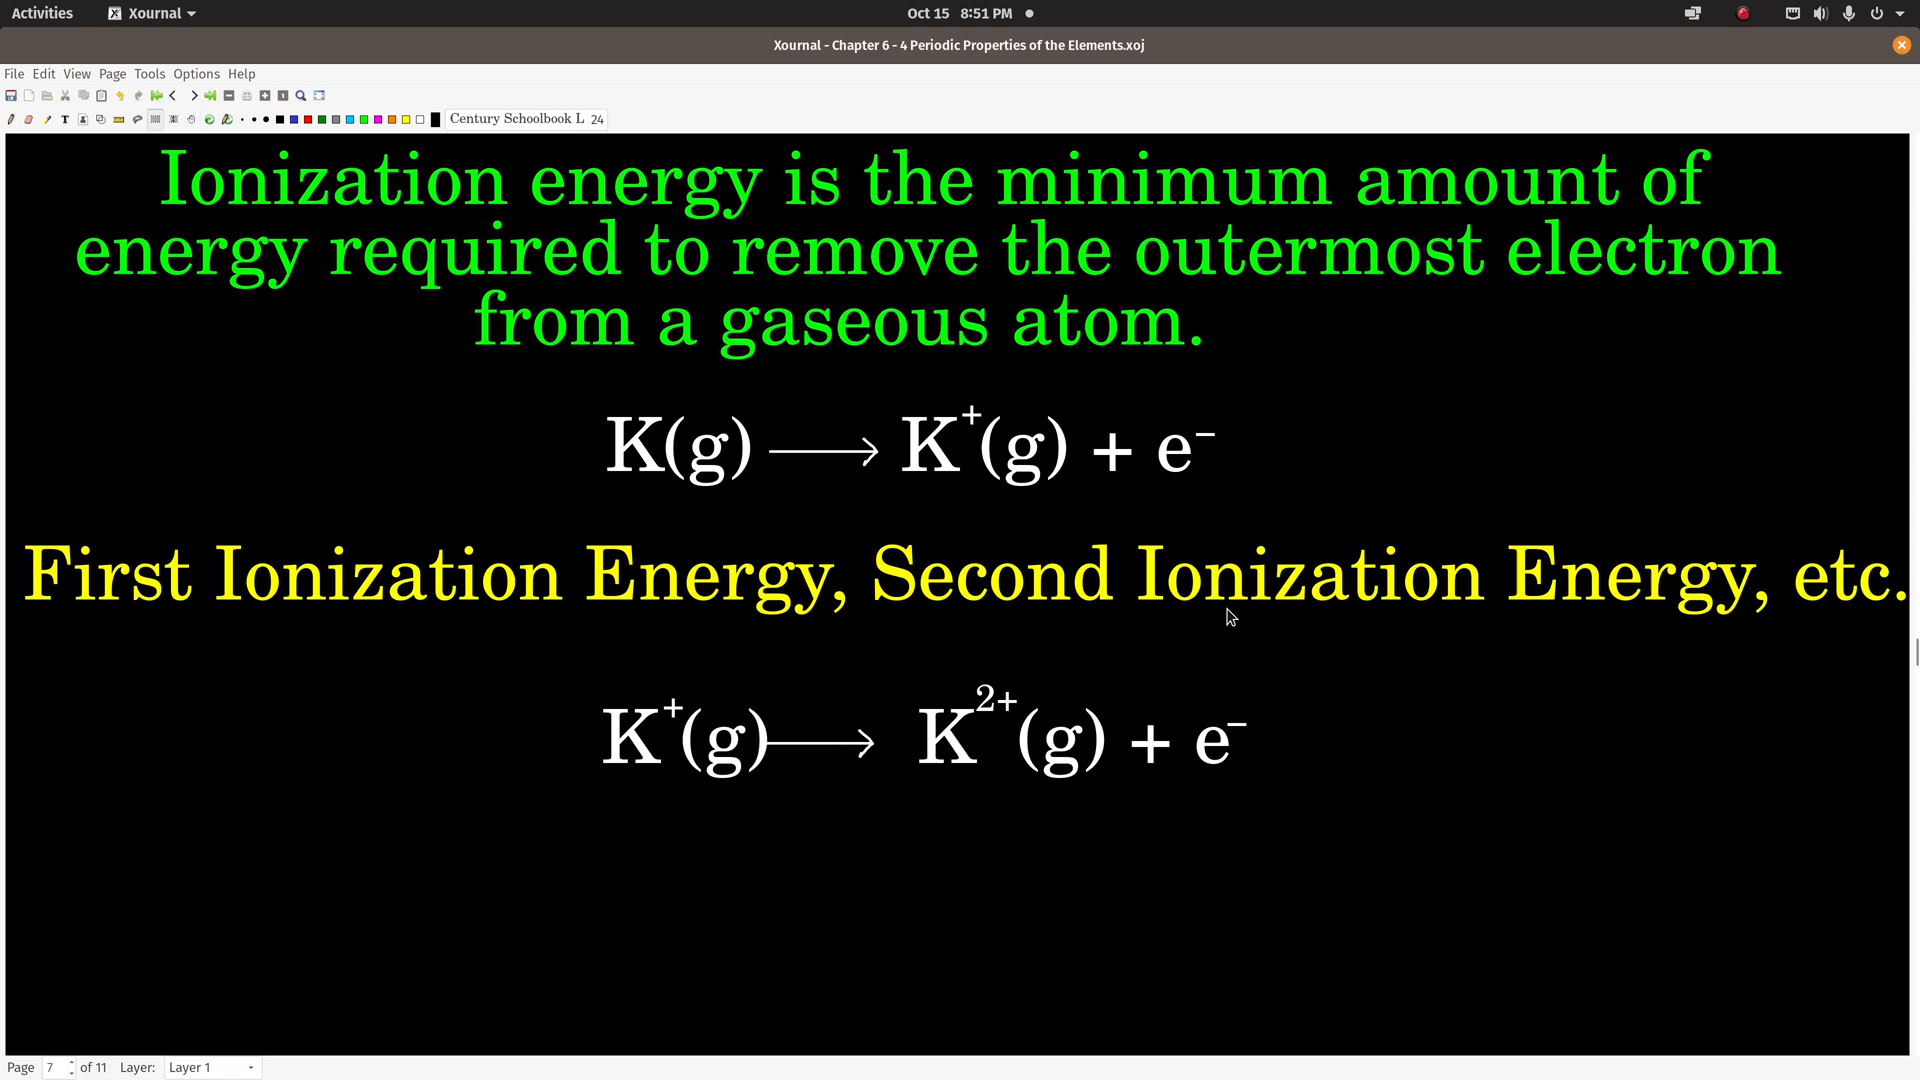 Activities Xournal Oct 15 8:51 PM
Xournal - Chapter 6 - 4 Periodic Properties of the Elements.xoj
File Edit View Page Tools Options Help
Century Schoolbook L 24
Ionization energy is the minimum amount of
energy required to remove the outermost electron
from a gaseous atom.
K(g) ⟶ K⁺(g) + e⁻
First Ionization Energy, Second Ionization Energy, etc.
K⁺(g) ⟶ K²⁺(g) + e⁻
Page 7 of 11 Layer: Layer 1